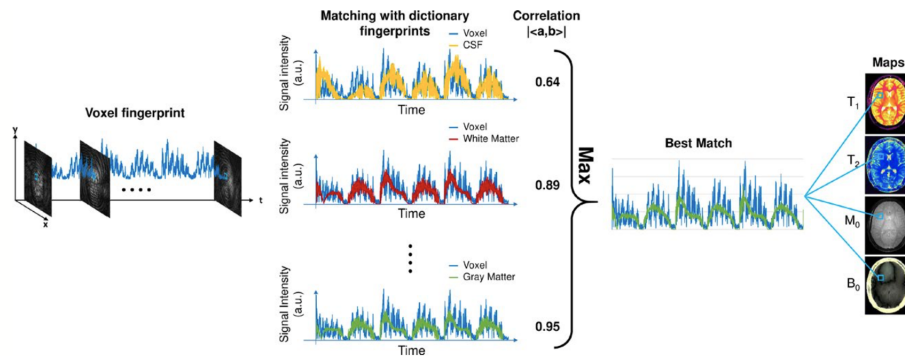 Matching with dictionary
fingerprints
Correlation
|<a,b>|
Voxel fingerprint
y
x
t
Signal intensity
(a.u.)
Voxel
CSF
Time
0.64
Signal intensity
(a.u.)
Voxel
White Matter
Time
0.89
Signal Intensity
(a.u.)
Voxel
Gray Matter
Time
0.95
Max
Best Match
Maps
T1
T2
M0
B0